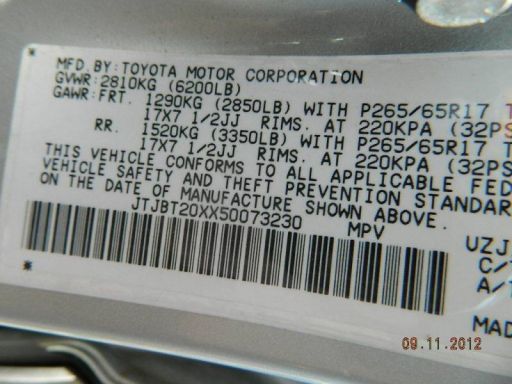 MFD. BY: TOYOTA MOTOR CORPORATION
GVWR: 2810KG (6200LB)
GAWR: FRT. 1290KG (2850LB) WITH P265/65R17 T
17X7 1/2JJ RIMS. AT 220KPA (32PS
RR. 1520KG (3350LB) WITH P265/65R17 T
17X7 1/2JJ RIMS. AT 220KPA (32PS
THIS VEHICLE CONFORMS TO ALL APPLICABLE FED
VEHICLE SAFETY AND THEFT PREVENTION STANDAR
ON THE DATE OF MANUFACTURE SHOWN ABOVE.
JTJBT20XX50073230 MPV
UZJ
C/T
A/T
MAD
09.11.2012